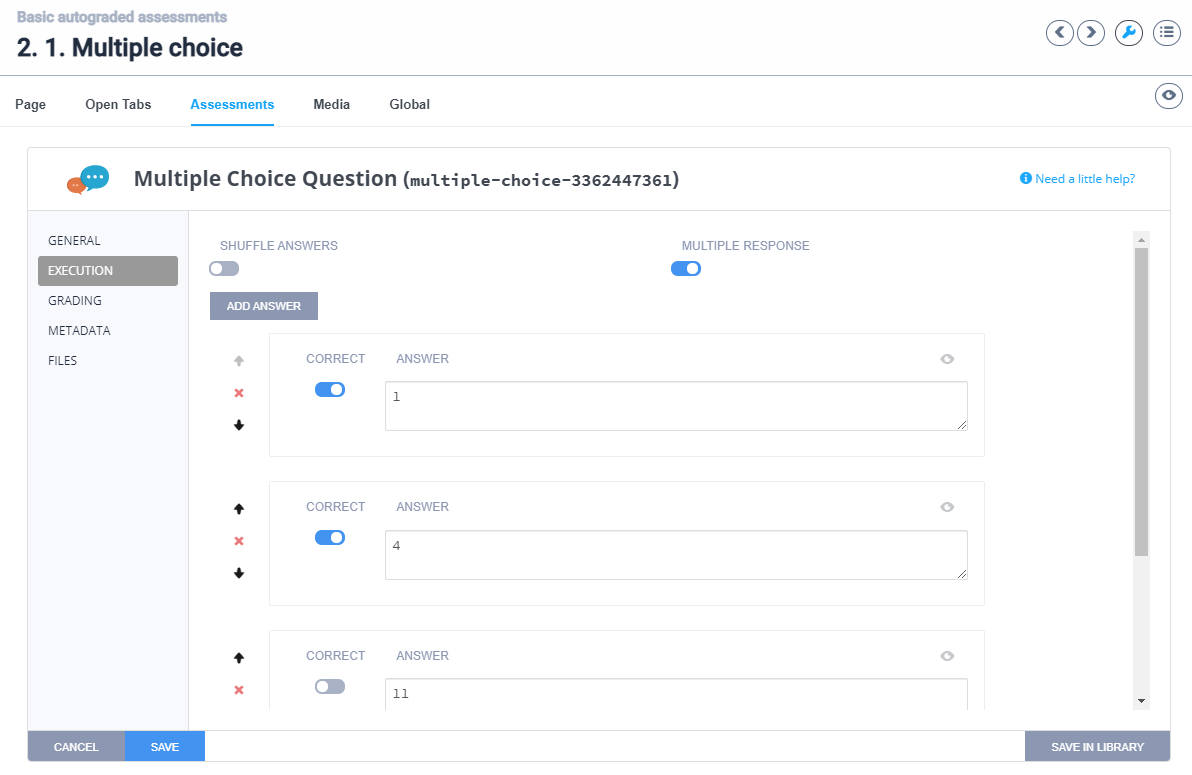 Basic autograded assessments
2. 1. Multiple choice
Page Open Tabs Assessments Media Global
Multiple Choice Question (multiple-choice-3362447361)
Need a little help?
GENERAL
EXECUTION
GRADING
METADATA
FILES
SHUFFLE ANSWERS MULTIPLE RESPONSE
ADD ANSWER
CORRECT ANSWER
1
CORRECT ANSWER
4
CORRECT ANSWER
11
CANCEL SAVE SAVE IN LIBRARY